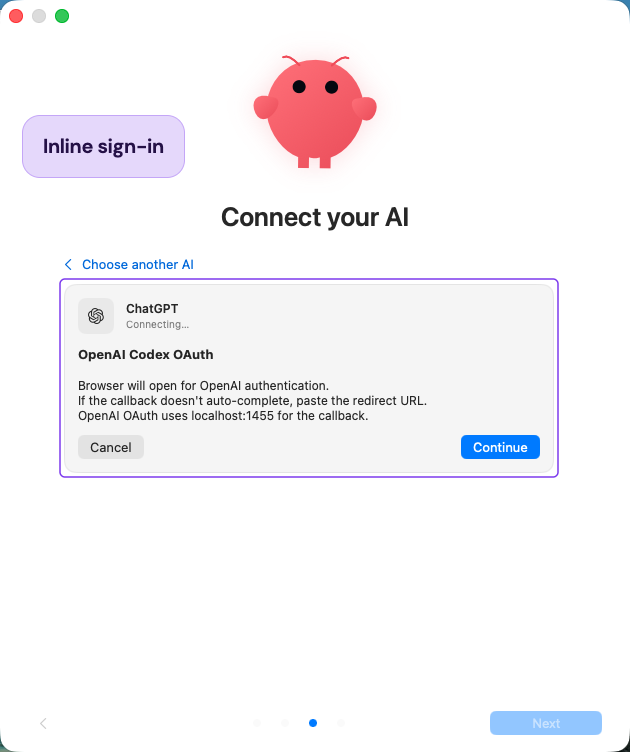 Inline sign-in
Connect your AI
Choose another AI
ChatGPT
Connecting...
OpenAI Codex OAuth
Browser will open for OpenAI authentication.
If the callback doesn't auto-complete, paste the redirect URL.
OpenAI OAuth uses localhost:1455 for the callback.
Cancel
Continue
Next